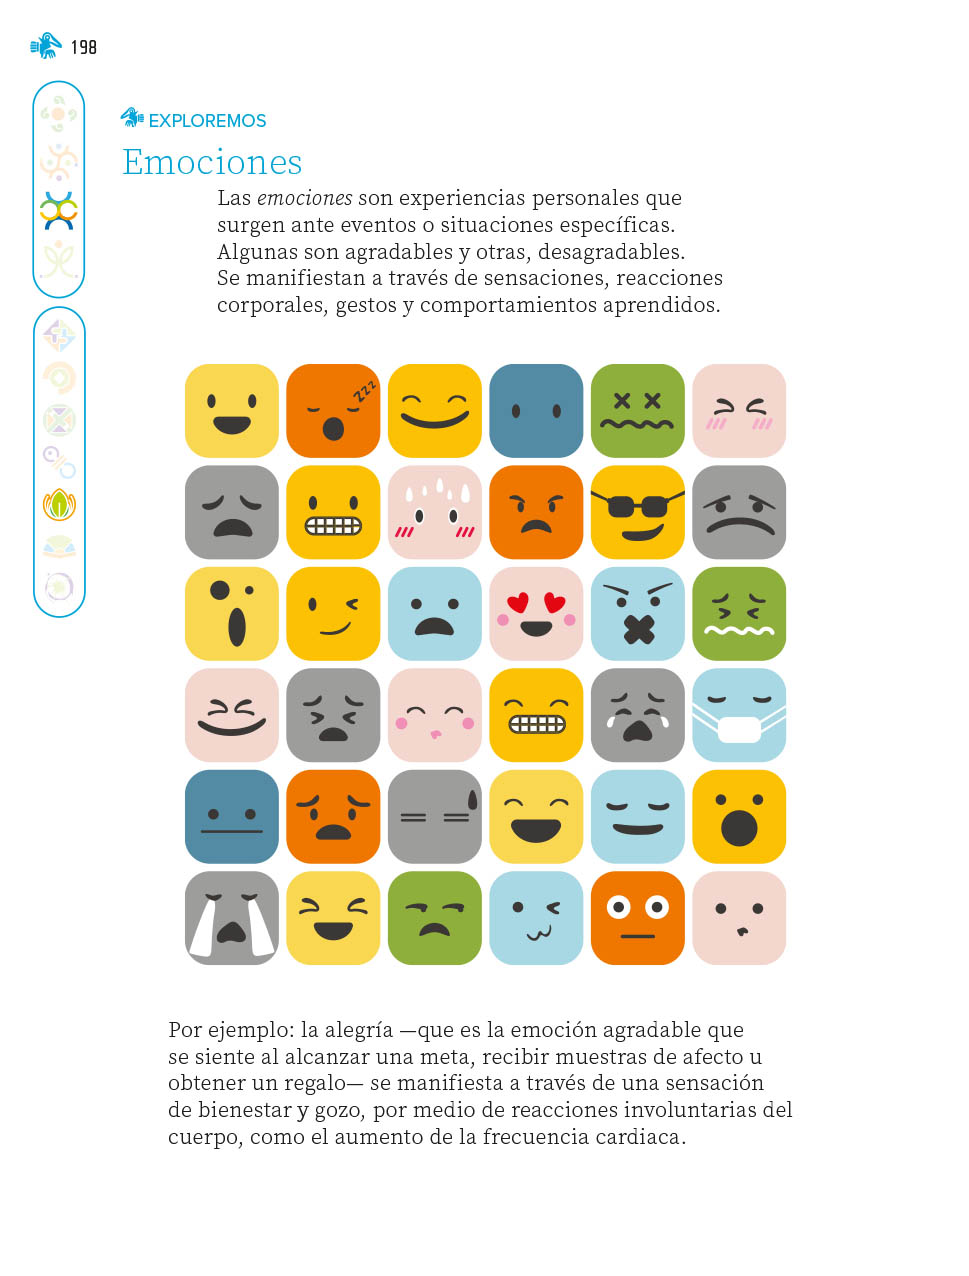 198
EXPLOREMOS
Emociones
Las emociones son experiencias personales que
surgen ante eventos o situaciones específicas.
Algunas son agradables y otras, desagradables.
Se manifiestan a través de sensaciones, reacciones
corporales, gestos y comportamientos aprendidos.
zzz
Por ejemplo: la alegría —que es la emoción agradable que
se siente al alcanzar una meta, recibir muestras de afecto u
obtener un regalo— se manifiesta a través de una sensación
de bienestar y gozo, por medio de reacciones involuntarias del
cuerpo, como el aumento de la frecuencia cardiaca.